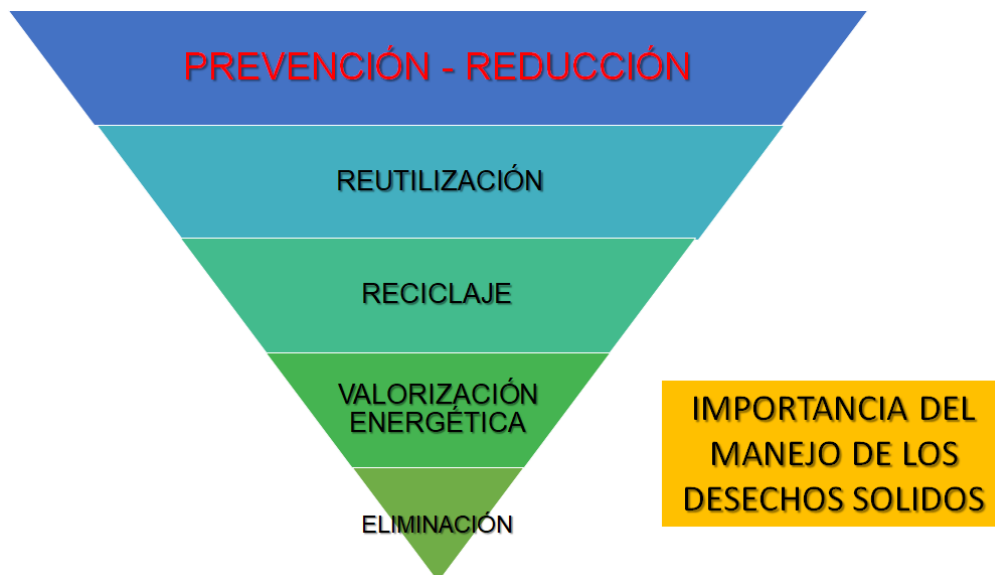 PREVENCIÓN - REDUCCIÓN
REUTILIZACIÓN
RECICLAJE
VALORIZACIÓN
ENERGÉTICA
ELIMINACIÓN
IMPORTANCIA DEL
MANEJO DE LOS
DESECHOS SOLIDOS